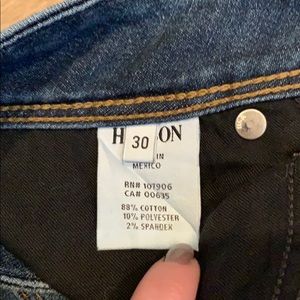 H ON
30
IN
MEXICO
RN# 101906
CA# 00635
88% COTTON
10% POLYESTER
2% SPANDEX